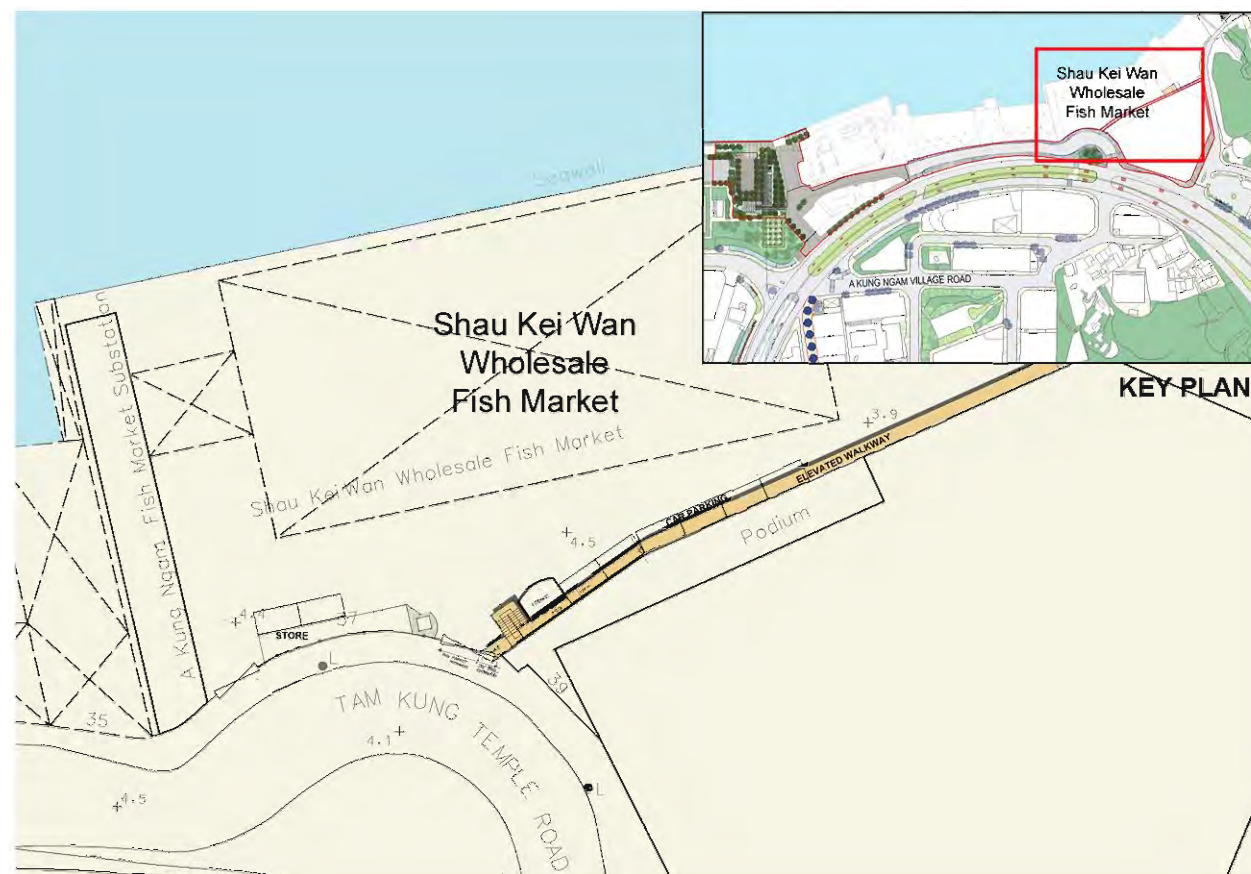 Shau Kei Wan
Wholesale
Fish Market
A KUNG NGAM VILLAGE ROAD
KEY PLAN
Seawall
A Kung Ngam Fish Market Substation
Shau Kei Wan
Wholesale
Fish Market
Shau Kei Wan Wholesale Fish Market
3.9
ELEVATED WALKWAY
CAR PARKING
Podium
4.5
4.4
37
STORE
L
39
35
TAM KUNG TEMPLE ROAD
4.1
4.5
L